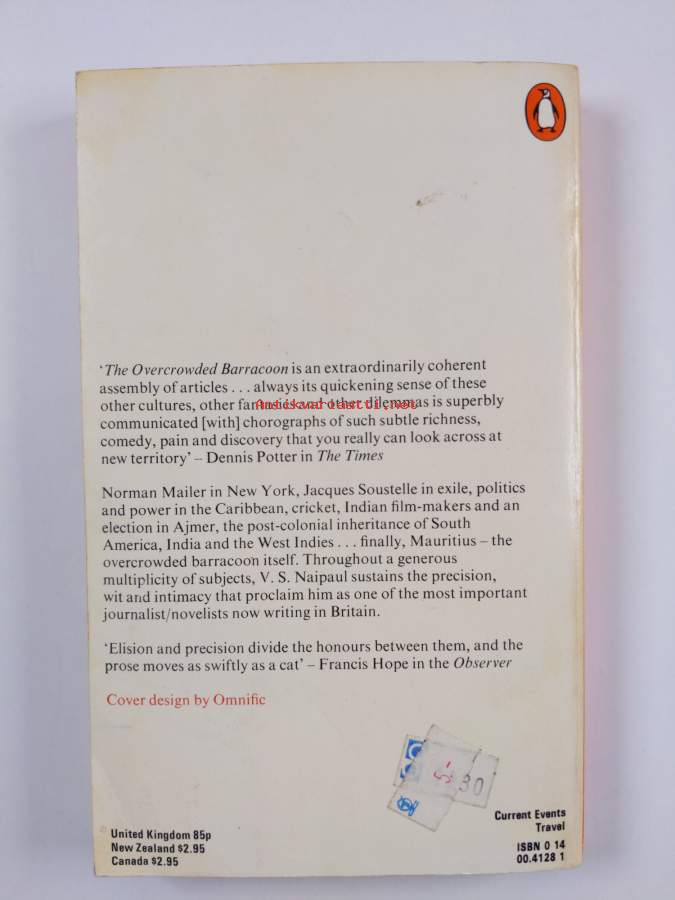 'The Overcrowded Barracoon is an extraordinarily coherent
assembly of articles . . . always its quickening sense of these
other cultures, other and other dilemmas is superbly
Antikvariaatti.net
communicated [with] chorographs of such subtle richness,
comedy, pain and discovery that you really can look across at
new territory' – Dennis Potter in The Times
Norman Mailer in New York, Jacques Soustelle in exile, politics
and power in the Caribbean, cricket, Indian film-makers and an
election in Ajmer, the post-colonial inheritance of South
America, India and the West Indies . . . finally, Mauritius – the
overcrowded barracoon itself. Throughout a generous
multiplicity of subjects, V. S. Naipaul sustains the precision,
wit and intimacy that proclaim him as one of the most important
journalist/novelists now writing in Britain.
'Elision and precision divide the honours between them, and the
prose moves as swiftly as a cat' – Francis Hope in the Observer
Cover design by Omnific
30
Current Events
Travel
United Kingdom 85p
New Zealand $2.95
Canada $2.95
ISBN 0 14
00.4128 1